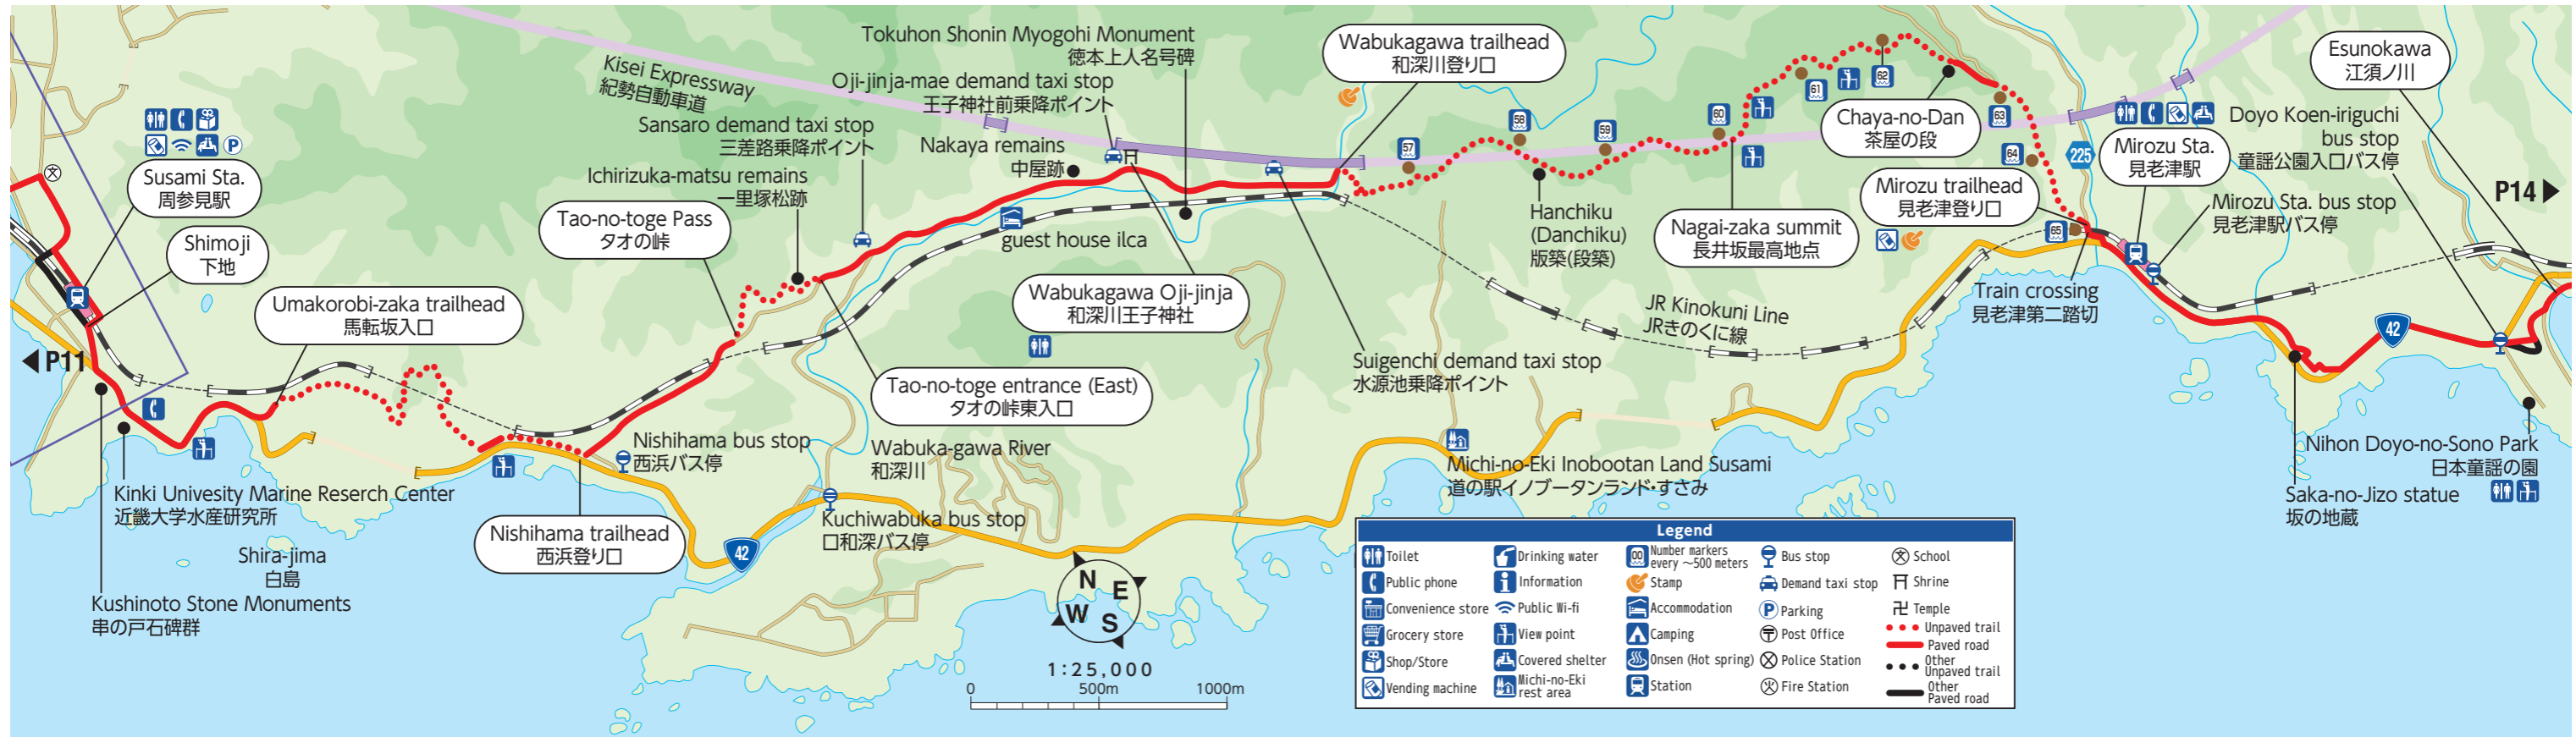 Tokuhon Shonin Myogohi Monument
徳本上人名号碑
Kisei Expressway
紀勢自動車道
Oji-jinja-mae demand taxi stop
王子神社前乗降ポイント
Sansaro demand taxi stop
三差路乗降ポイント
Nakaya remains
中屋跡
Ichirizuka-matsu remains
一里塚松跡
Wabukagawa trailhead
和深川登り口
Esunokawa
江須ノ川
Susami Sta.
周参見駅
Shimoji
下地
Tao-no-toge Pass
タオの峠
guest house ilca
Umakorobi-zaka trailhead
馬転坂入口
Wabukagawa Oji-jinja
和深川王子神社
Tao-no-toge entrance (East)
タオの峠東入口
57
58
59
60
61
62
63
64
65
Chaya-no-Dan
茶屋の段
Hanchiku
(Danchiku)
版築(段築)
Nagai-zaka summit
長井坂最高地点
Mirozu trailhead
見老津登り口
225
Mirozu Sta.
見老津駅
Doyo Koen-iriguchi
bus stop
童謡公園入口バス停
Mirozu Sta. bus stop
見老津駅バス停
P14
P11
Train crossing
見老津第二踏切
JR Kinokuni Line
JRきのくに線
Suigenchi demand taxi stop
水源池乗降ポイント
42
Nishihama bus stop
西浜バス停
Wabuka-gawa River
和深川
Michi-no-Eki Inobootan Land Susami
道の駅イノブータンランド・すさみ
Nihon Doyo-no-Sono Park
日本童謡の園
Saka-no-Jizo statue
坂の地蔵
Kinki Univesity Marine Reserch Center
近畿大学水産研究所
Nishihama trailhead
西浜登り口
Kuchiwabuka bus stop
口和深バス停
42
Shira-jima
白島
Kushinoto Stone Monuments
串の戸石碑群
N
E
W
S
1:25,000
0
500m
1000m
Legend
Toilet
Public phone
Convenience store
Grocery store
Shop/Store
Vending machine
Drinking water
Information
Public Wi-fi
View point
Covered shelter
Michi-no-Eki
rest area
00
Number markers
every ～500 meters
Stamp
Accommodation
Camping
Onsen (Hot spring)
Station
Bus stop
Demand taxi stop
P
Parking
Post Office
Police Station
Fire Station
文
School
Shrine
Temple
Unpaved trail
Paved road
Other
Unpaved trail
Other
Paved road